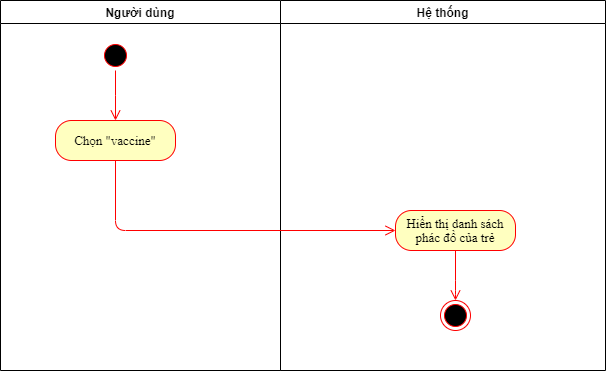 Người dùng
Hệ thống
Chọn "vaccine"
Hiển thị danh sách
phác đồ của trẻ